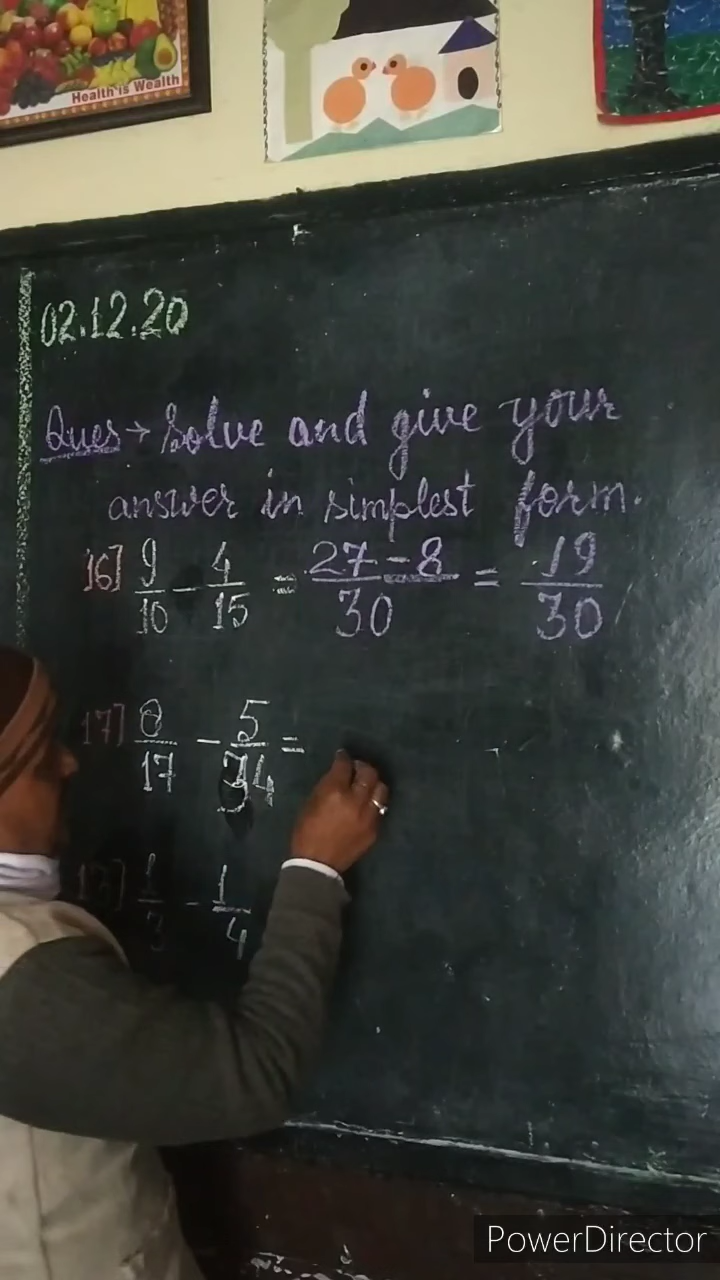 Health is Wealth
02.12.20
Ques → Solve and give your
answer in simplest form.
16] 9/10 - 4/15 = 27-8/30 = 19/30
17] 8/17 - 5/34 =
1/3 - 1/4
PowerDirector